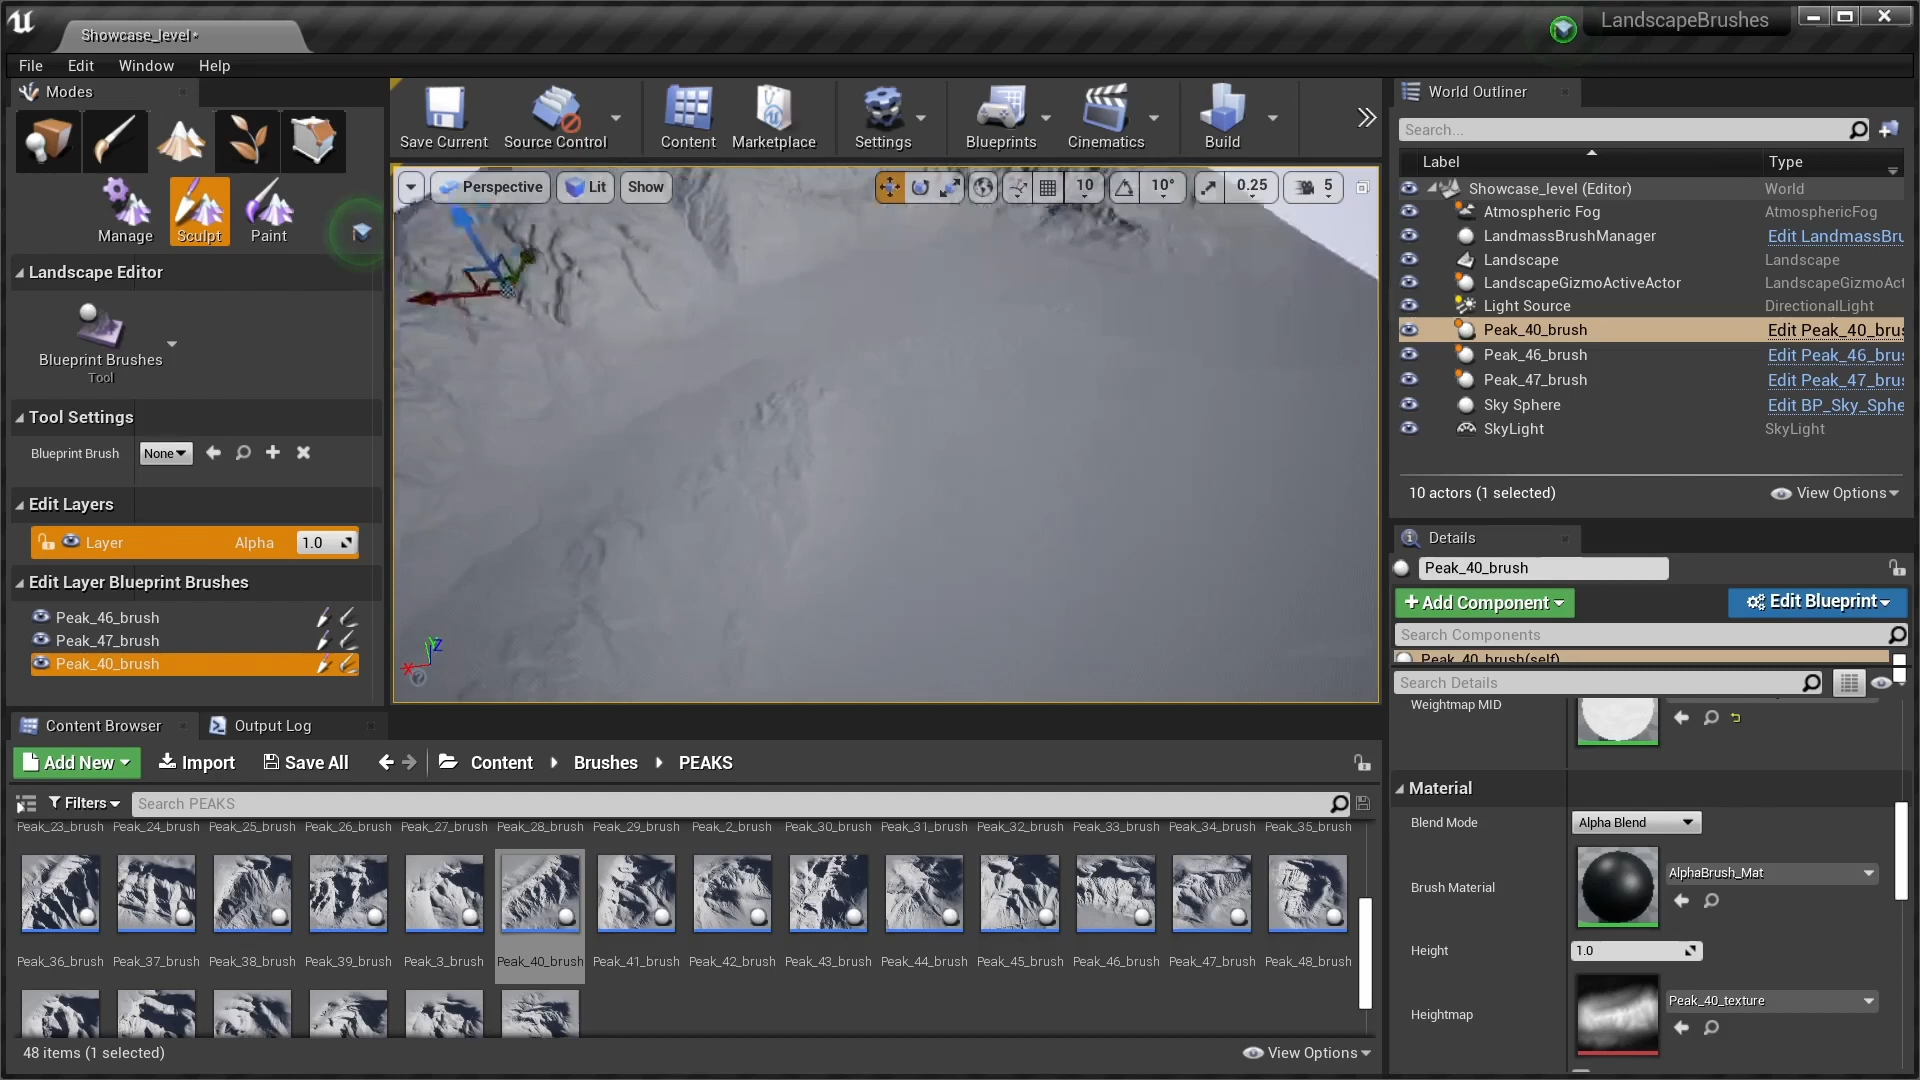 Showcase_level•
LandscapeBrushes
File Edit Window Help
Modes
Manage Sculpt Paint
Landscape Editor
Blueprint Brushes
Tool
Tool Settings
Blueprint Brush None
Edit Layers
Layer Alpha 1.0
Edit Layer Blueprint Brushes
Peak_46_brush
Peak_47_brush
Peak_40_brush
Save Current Source Control Content Marketplace Settings Blueprints Cinematics Build
Perspective Lit Show 10 10° 0.25 5
X Y Z
World Outliner
Search...
Label Type
Showcase_level (Editor) World
Atmospheric Fog AtmosphericFog
LandmassBrushManager Edit LandmassBru
Landscape Landscape
LandscapeGizmoActiveActor LandscapeGizmoAct
Light Source DirectionalLight
Peak_40_brush Edit Peak_40_brus
Peak_46_brush Edit Peak_46_brus
Peak_47_brush Edit Peak_47_brus
Sky Sphere Edit BP_Sky_Sphe
SkyLight SkyLight
10 actors (1 selected) View Options
Details
Peak_40_brush
+ Add Component Edit Blueprint
Search Components
Peak_40_brush(self)
Search Details
Weightmap MID
Material
Blend Mode Alpha Blend
Brush Material AlphaBrush_Mat
Height 1.0
Heightmap Peak_40_texture
Content Browser Output Log
Add New Import Save All Content Brushes PEAKS
Filters Search PEAKS
Peak_23_brush Peak_24_brush Peak_25_brush Peak_26_brush Peak_27_brush Peak_28_brush Peak_29_brush Peak_2_brush Peak_30_brush Peak_31_brush Peak_32_brush Peak_33_brush Peak_34_brush Peak_35_brush
Peak_36_brush Peak_37_brush Peak_38_brush Peak_39_brush Peak_3_brush Peak_40_brush Peak_41_brush Peak_42_brush Peak_43_brush Peak_44_brush Peak_45_brush Peak_46_brush Peak_47_brush Peak_48_brush
48 items (1 selected) View Options